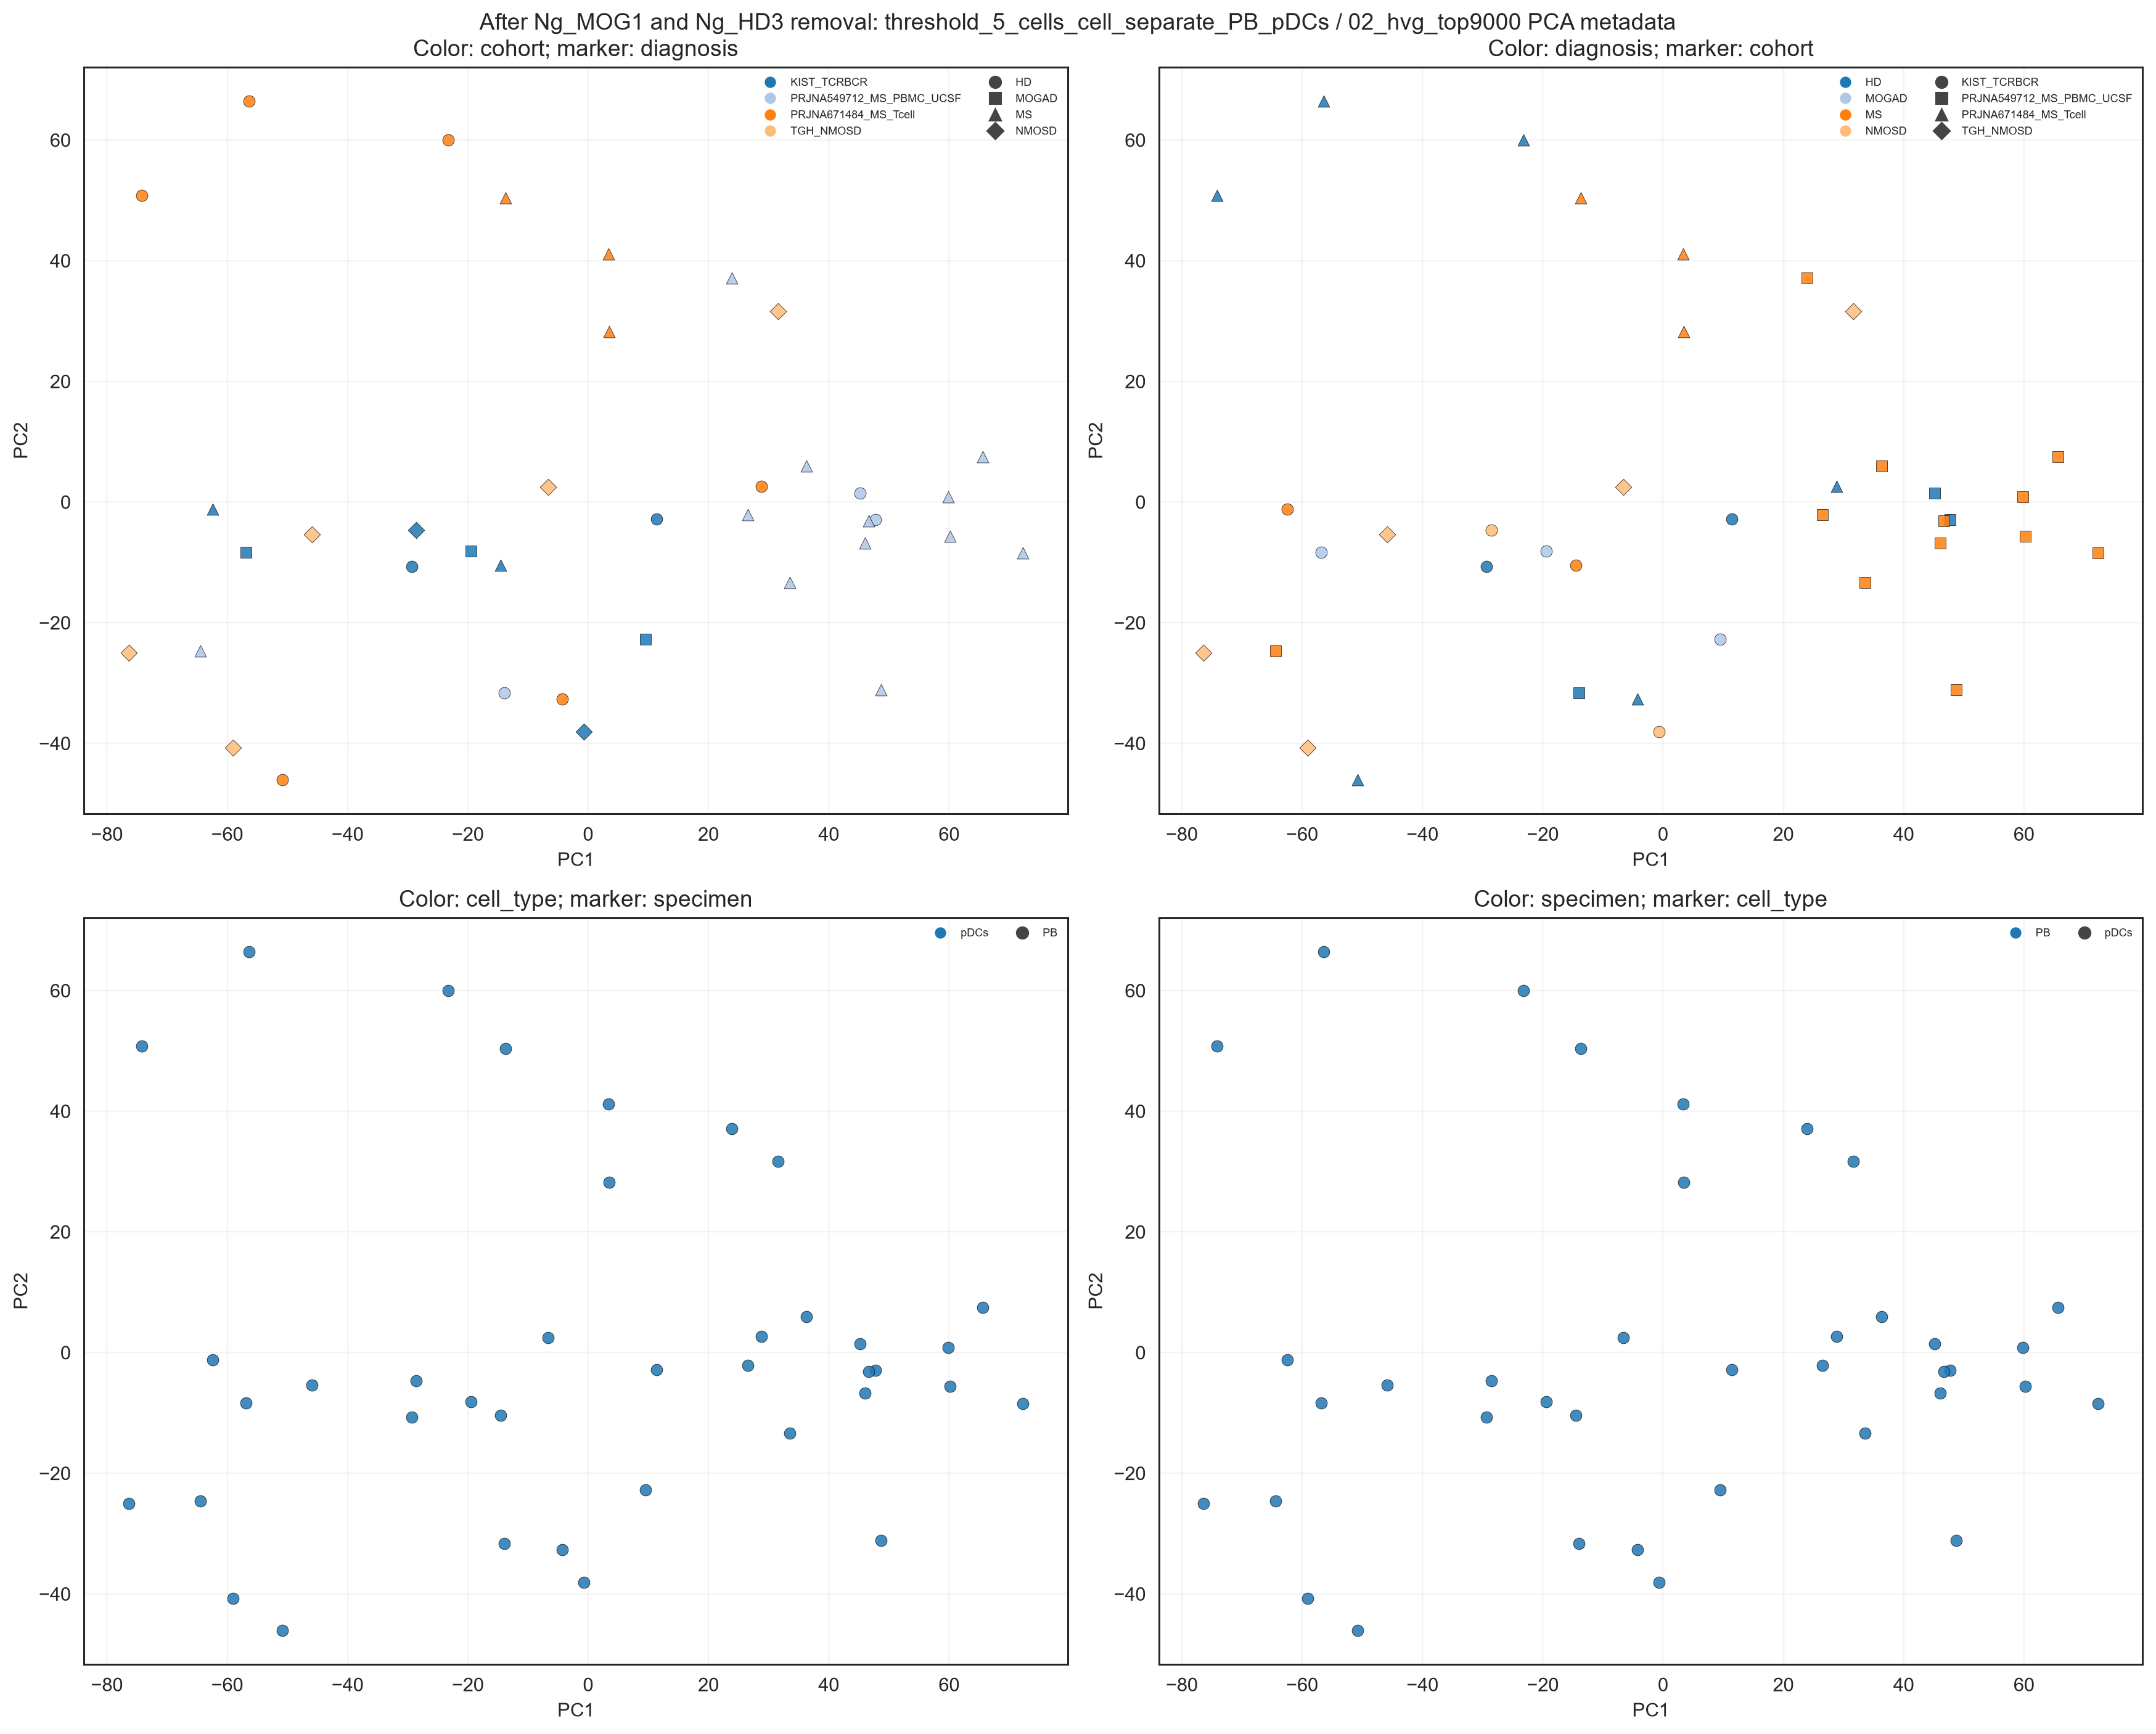 After Ng_MOG1 and Ng_HD3 removal: threshold_5_cells_cell_separate_PB_pDCs / 02_hvg_top9000 PCA metadata
Color: cohort; marker: diagnosis
KIST_TCRBCR HD
PRJNA549712_MS_PBMC_UCSF MOGAD
PRJNA671484_MS_Tcell MS
TGH_NMOSD NMOSD
60
40
20
0
−20
−40
PC2
−80 −60 −40 −20 0 20 40 60
PC1
Color: diagnosis; marker: cohort
HD KIST_TCRBCR
MOGAD PRJNA549712_MS_PBMC_UCSF
MS PRJNA671484_MS_Tcell
NMOSD TGH_NMOSD
60
40
20
0
−20
−40
PC2
−80 −60 −40 −20 0 20 40 60
PC1
Color: cell_type; marker: specimen
pDCs PB
60
40
20
0
−20
−40
PC2
−80 −60 −40 −20 0 20 40 60
PC1
Color: specimen; marker: cell_type
PB pDCs
60
40
20
0
−20
−40
PC2
−80 −60 −40 −20 0 20 40 60
PC1